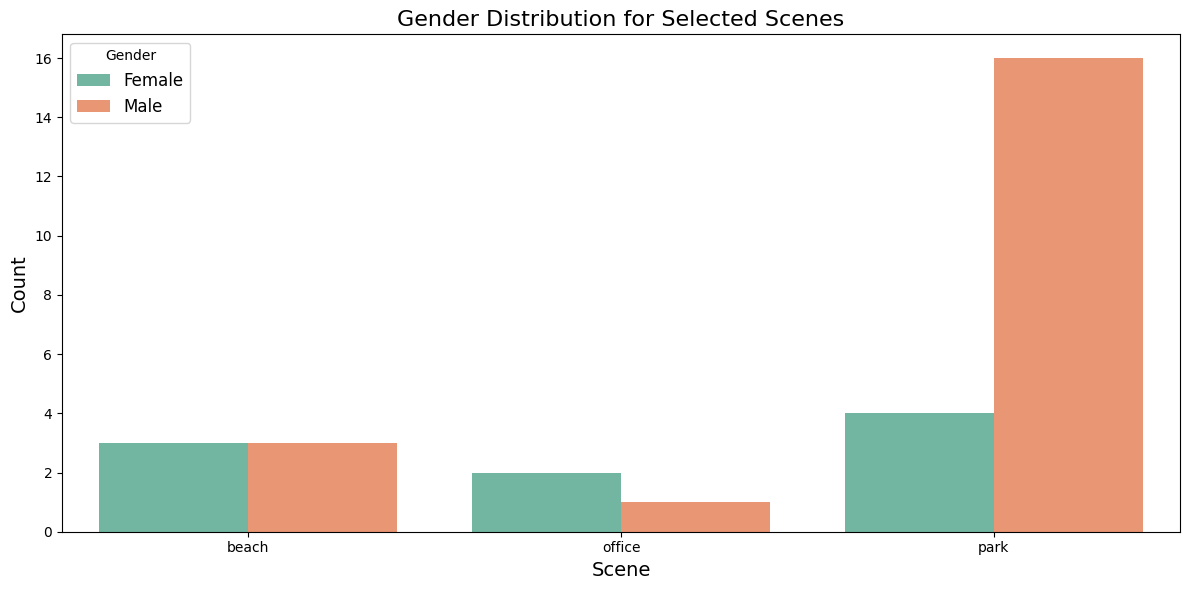 Gender Distribution for Selected Scenes
Gender
Female
Male
16
14
12
10
8
6
4
2
0
Count
beach office park
Scene